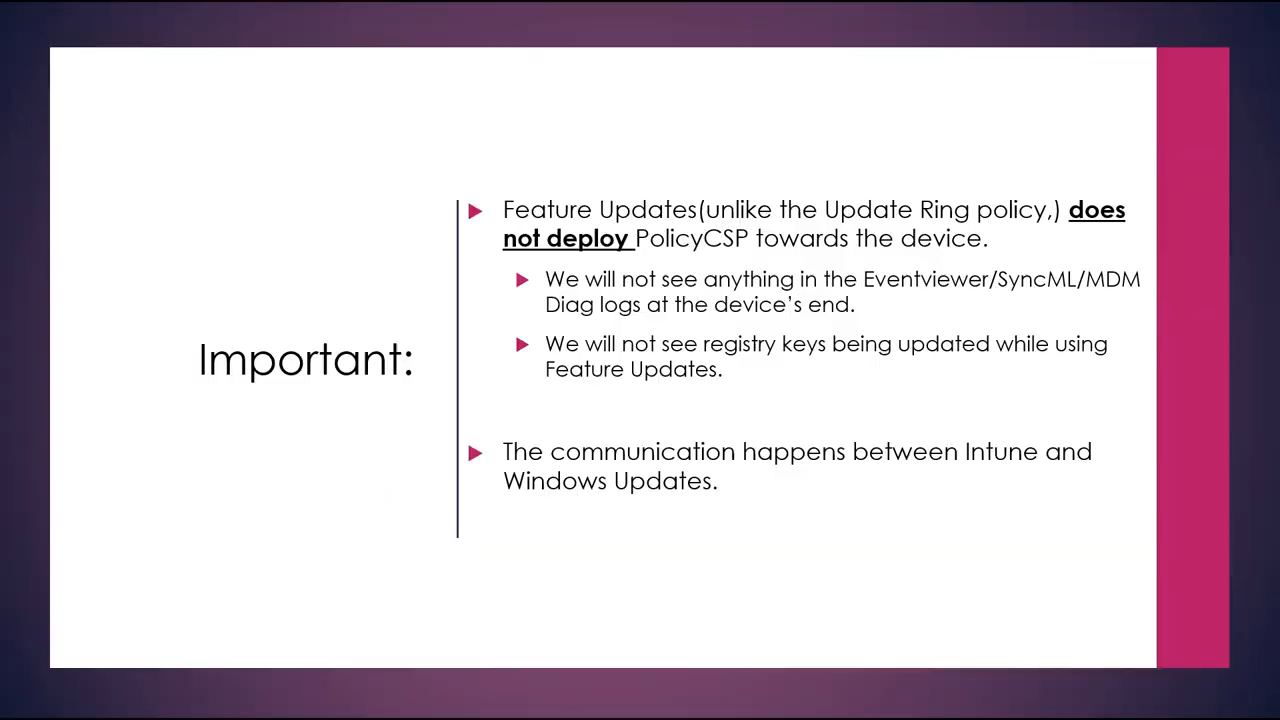 Important:
Feature Updates(unlike the Update Ring policy,) does
not deploy PolicyCSP towards the device.
We will not see anything in the Eventviewer/SyncML/MDM
Diag logs at the device's end.
We will not see registry keys being updated while using
Feature Updates.
The communication happens between Intune and
Windows Updates.